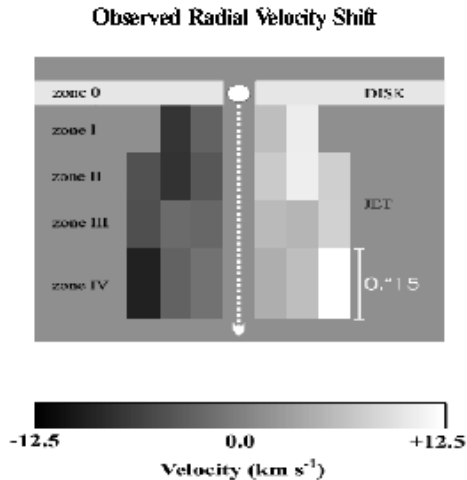 Observed Radial Velocity Shift
zone 0 DISK
zone I
zone II
JET
zone III
zone IV 0."15
-12.5 0.0 +12.5
Velocity (km s⁻¹)